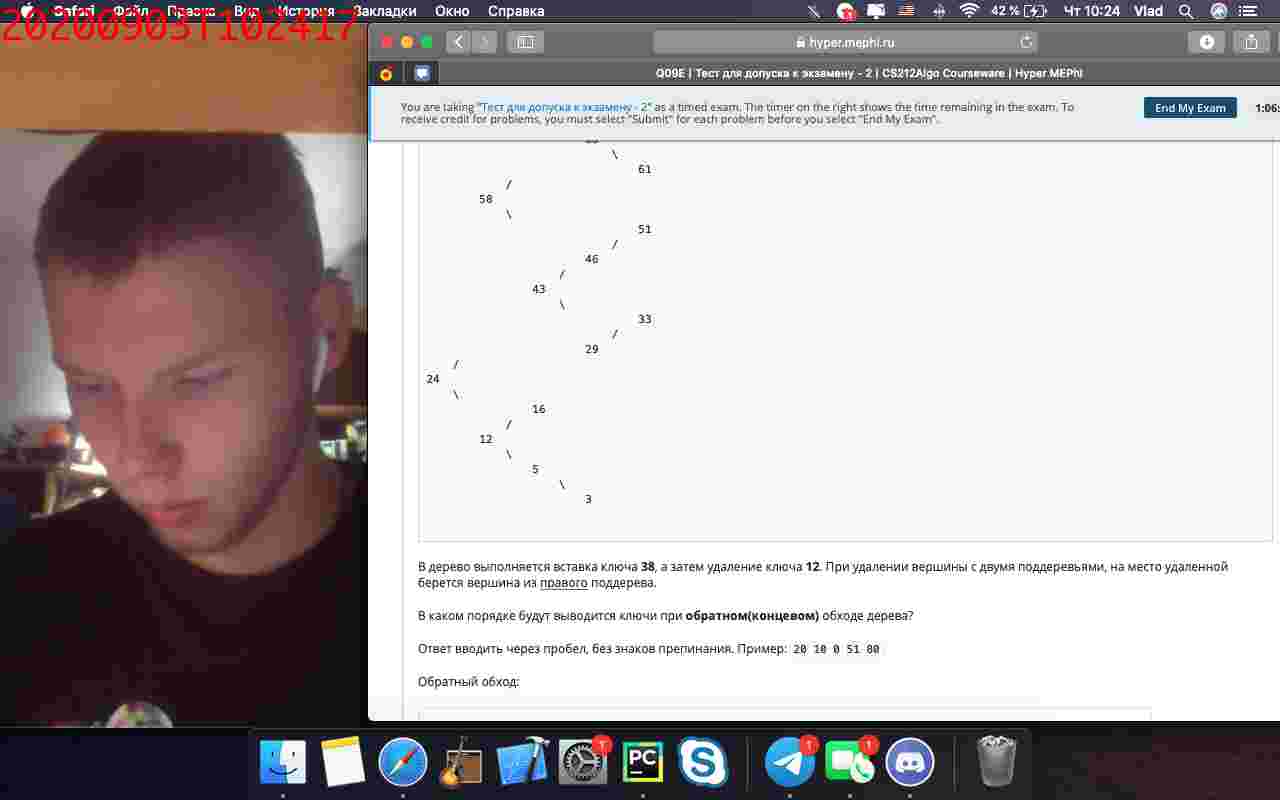 Safari Файл Правка Вид История Закладки Окно Справка 42 % Чт 10:24 Vlad
20200903T102417
hyper.mephi.ru
Q09E | Тест для допуска к экзамену - 2 | CS212Algo Courseware | Hyper.MEPhI
You are taking "Тест для допуска к экзамену - 2" as a timed exam. The timer on the right shows the time remaining in the exam. To
receive credit for problems, you must select "Submit" for each problem before you select "End My Exam".
End My Exam
1:06:
\
61
/
58
\
51
/
46
/
43
\
33
/
29
/
24
\
16
/
12
\
5
\
3
В дерево выполняется вставка ключа 38, а затем удаление ключа 12. При удалении вершины с двумя поддеревьями, на место удаленной
берется вершина из правого поддерева.
В каком порядке будут выводится ключи при обратном(концевом) обходе дерева?
Ответ вводить через пробел, без знаков препинания. Пример: 20 10 0 51 80
Обратный обход:
PC
1
1
1